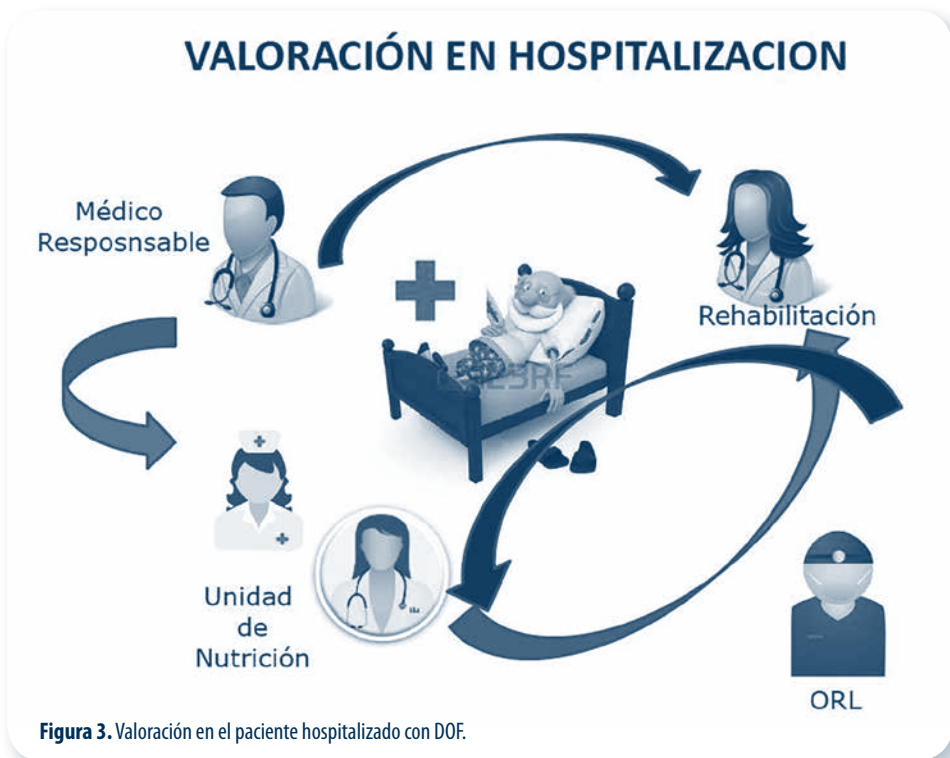 VALORACIÓN EN HOSPITALIZACION
Médico
Resposnsable
Rehabilitación
Unidad
de
Nutrición
ORL
Figura 3. Valoración en el paciente hospitalizado con DOF.